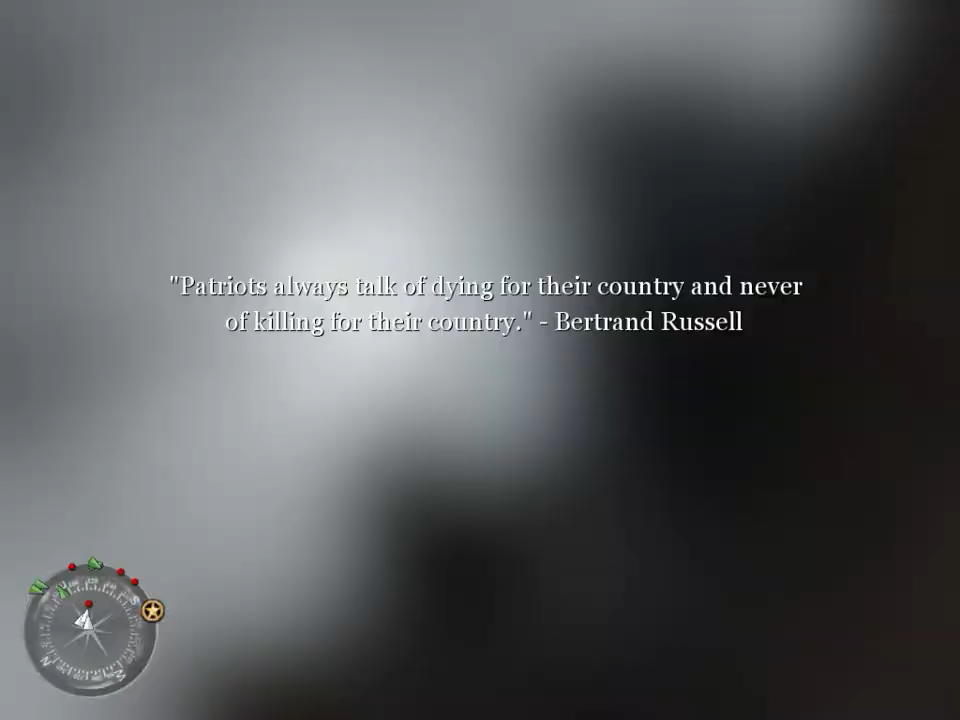 "Patriots always talk of dying for their country and never
of killing for their country." - Bertrand Russell